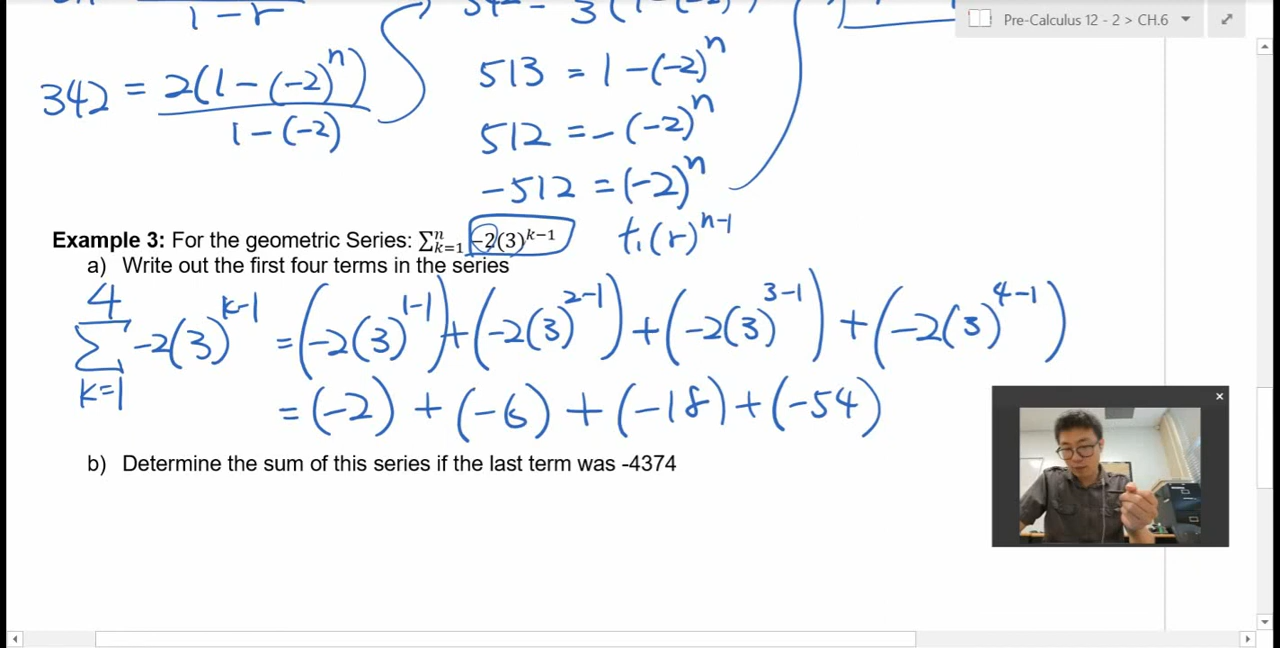 Pre-Calculus 12 - 2 > CH.6
1 - r
342 = 2(1-(-2)^n) / 1-(-2)
513 = 1-(-2)^n
512 = -(-2)^n
-512 = (-2)^n
Example 3: For the geometric Series: Σ_{k=1}^{n} -2(3)^{k-1} t₁(r)^{n-1}
a) Write out the first four terms in the series
Σ_{k=1}^{4} -2(3)^{k-1} = (-2(3)^{1-1}) + (-2(3)^{2-1}) + (-2(3)^{3-1}) + (-2(3)^{4-1})
= (-2) + (-6) + (-18) + (-54)
b) Determine the sum of this series if the last term was -4374